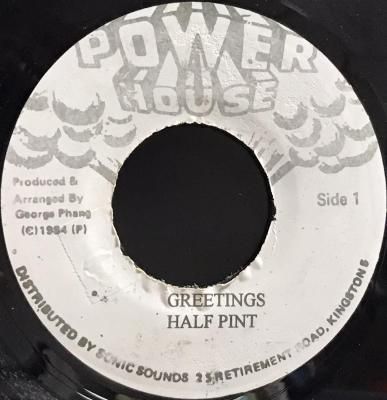 POWER
HOUSE
Produced &
Arranged By
George Phang
(C)1984 (P)
Side 1
GREETINGS
HALF PINT
DISTRIBUTED BY SONIC SOUNDS 25 RETIREMENT ROAD, KINGSTON 5